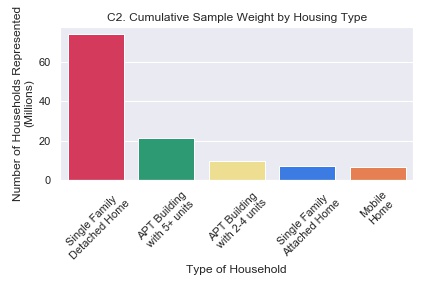 C2. Cumulative Sample Weight by Housing Type
Number of Households Represented
(Millions)
60
40
20
0
Single Family
Detached Home
APT Building
with 5+ units
APT Building
with 2-4 units
Single Family
Attached Home
Mobile
Home
Type of Household